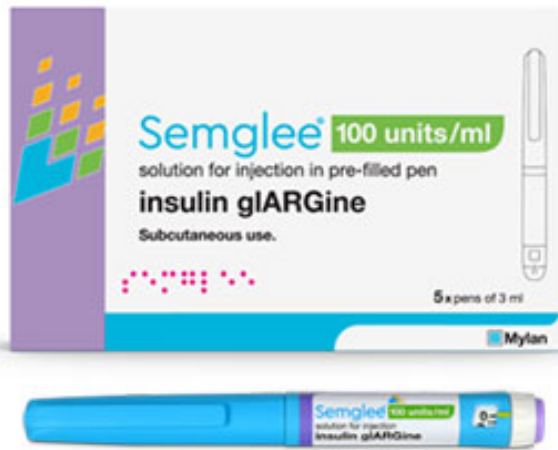 Semglee® 100 units/ml
solution for injection in pre-filled pen
insulin glARGine
Subcutaneous use.
⠎⠑⠍⠛⠇⠑⠑
5 x pens of 3 ml
Mylan
Semglee 100 units/ml
solution for injection
insulin glARGine
0